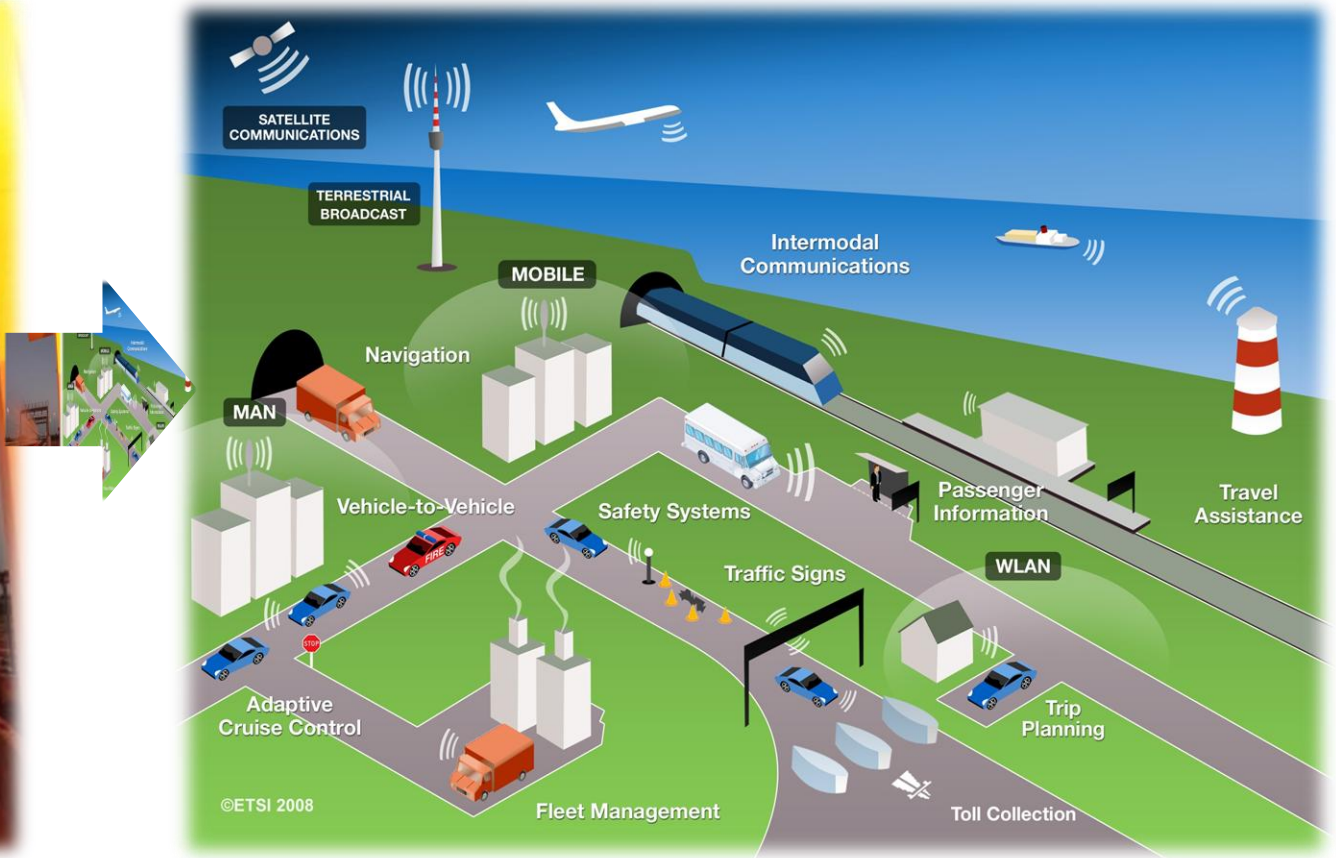 SATELLITE
COMMUNICATIONS
TERRESTRIAL
BROADCAST
Intermodal
Communications
MOBILE
Navigation
MAN
Vehicle-to-Vehicle
Safety Systems
Passenger
Information
Travel
Assistance
FIRE
Traffic Signs
WLAN
STOP
Adaptive
Cruise Control
Trip
Planning
©ETSI 2008
Fleet Management
Toll Collection